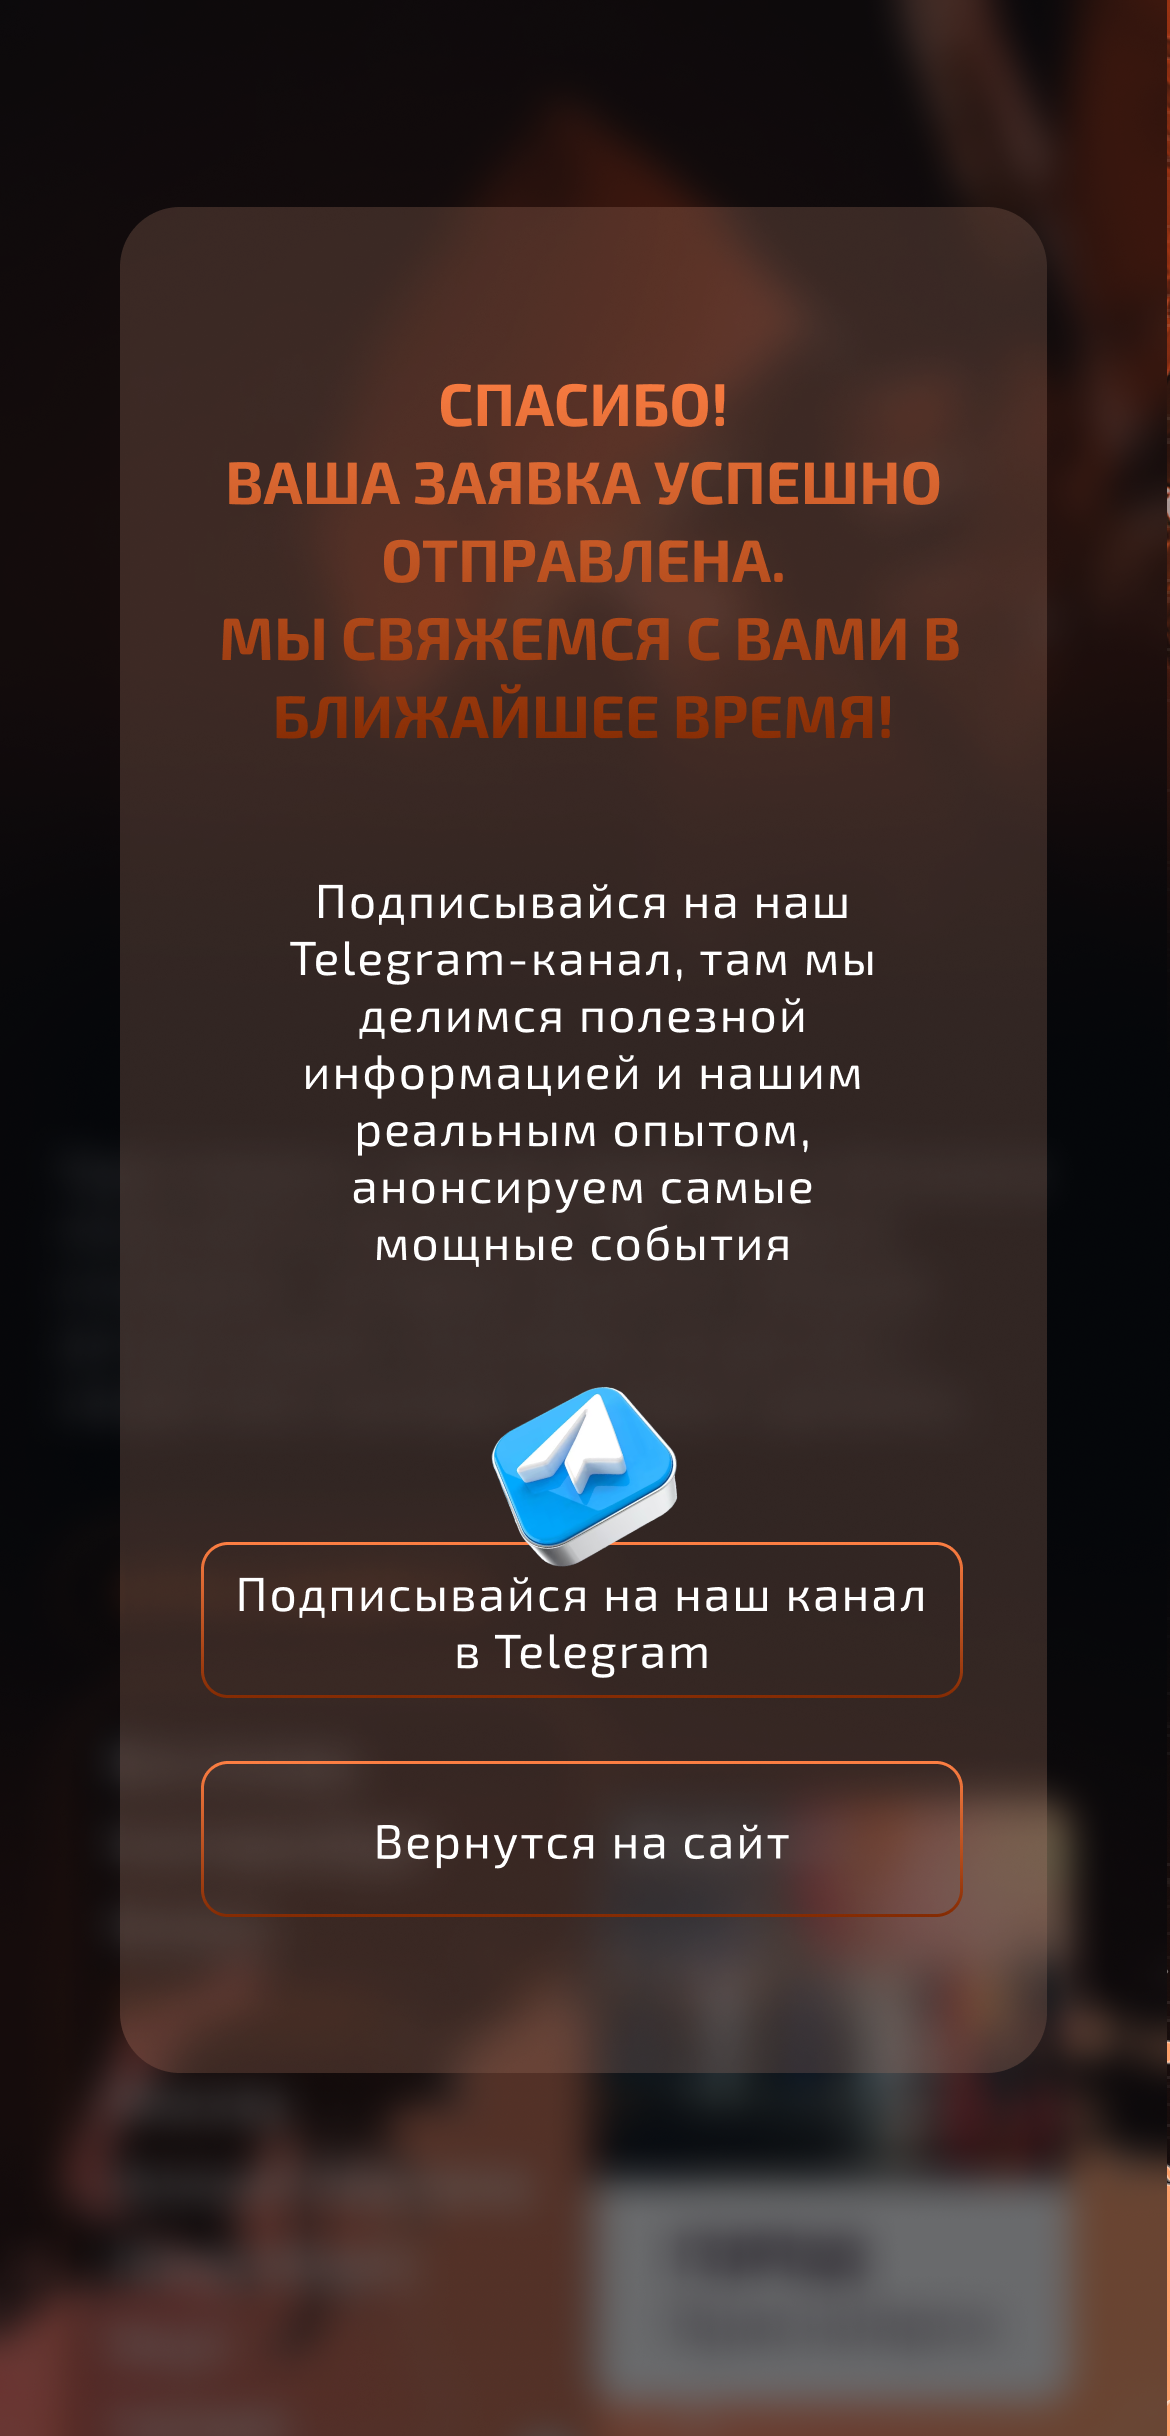 СПАСИБО!
ВАША ЗАЯВКА УСПЕШНО
ОТПРАВЛЕНА.
МЫ СВЯЖЕМСЯ С ВАМИ В
БЛИЖАЙШЕЕ ВРЕМЯ!
Подписывайся на наш
Telegram-канал, там мы
делимся полезной
информацией и нашим
реальным опытом,
анонсируем самые
мощные события
Подписывайся на наш канал
в Telegram
Вернутся на сайт